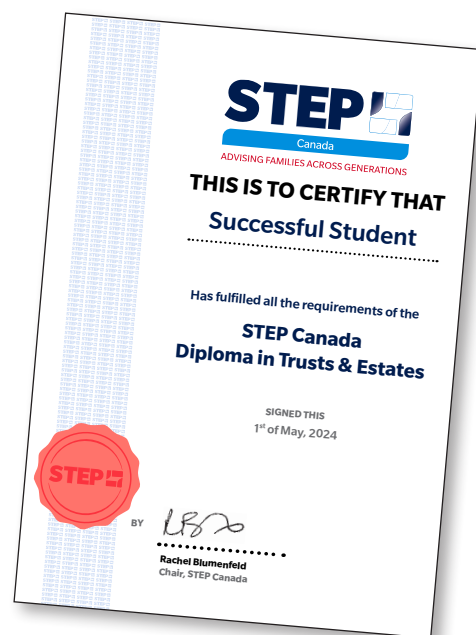 STEP
Canada
ADVISING FAMILIES ACROSS GENERATIONS
THIS IS TO CERTIFY THAT
Successful Student
Has fulfilled all the requirements of the
STEP Canada
Diploma in Trusts & Estates
SIGNED THIS
1st of May, 2024
STEP
BY
Rachel Blumenfeld
Chair, STEP Canada